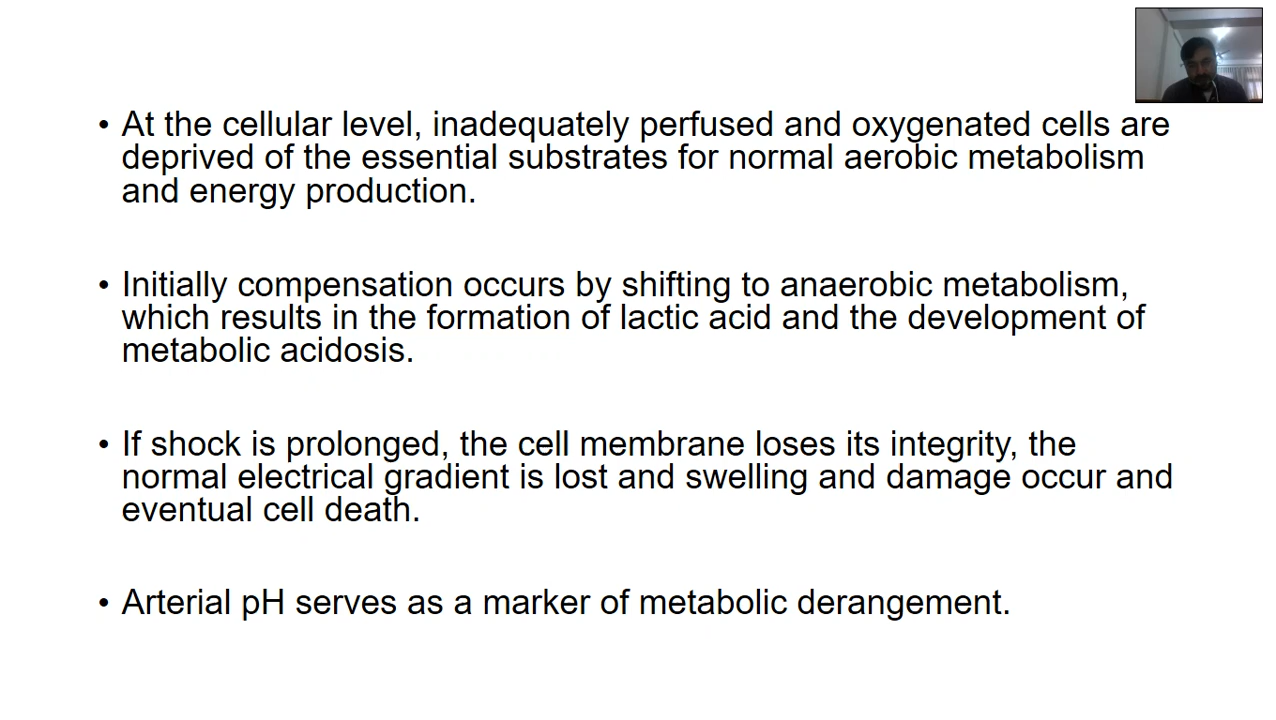 • At the cellular level, inadequately perfused and oxygenated cells are
deprived of the essential substrates for normal aerobic metabolism
and energy production.
• Initially compensation occurs by shifting to anaerobic metabolism,
which results in the formation of lactic acid and the development of
metabolic acidosis.
• If shock is prolonged, the cell membrane loses its integrity, the
normal electrical gradient is lost and swelling and damage occur and
eventual cell death.
• Arterial pH serves as a marker of metabolic derangement.